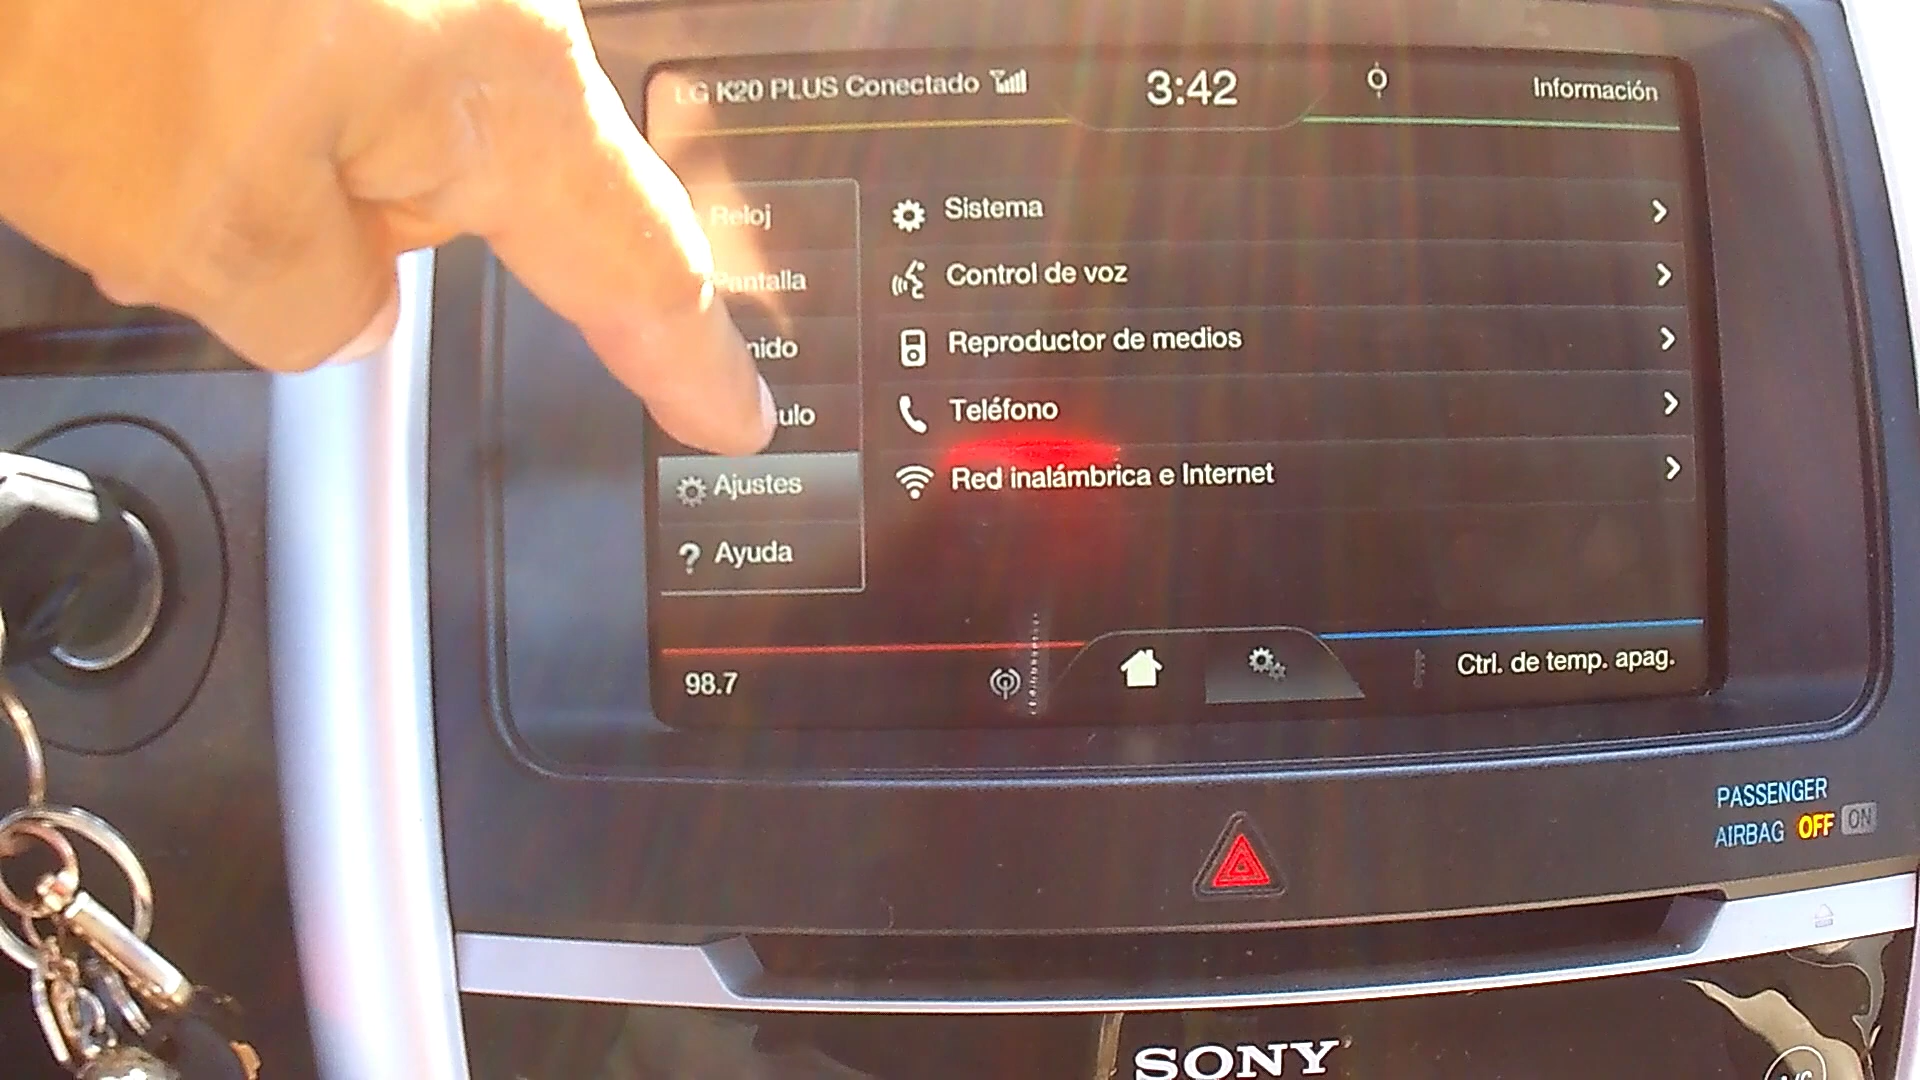 LG K20 PLUS Conectado
3:42
Información
Reloj
Pantalla
nido
ulo
Ajustes
Ayuda
Sistema
Control de voz
Reproductor de medios
Teléfono
Red inalámbrica e Internet
98.7
Ctrl. de temp. apag.
PASSENGER
AIRBAG OFF ON
SONY